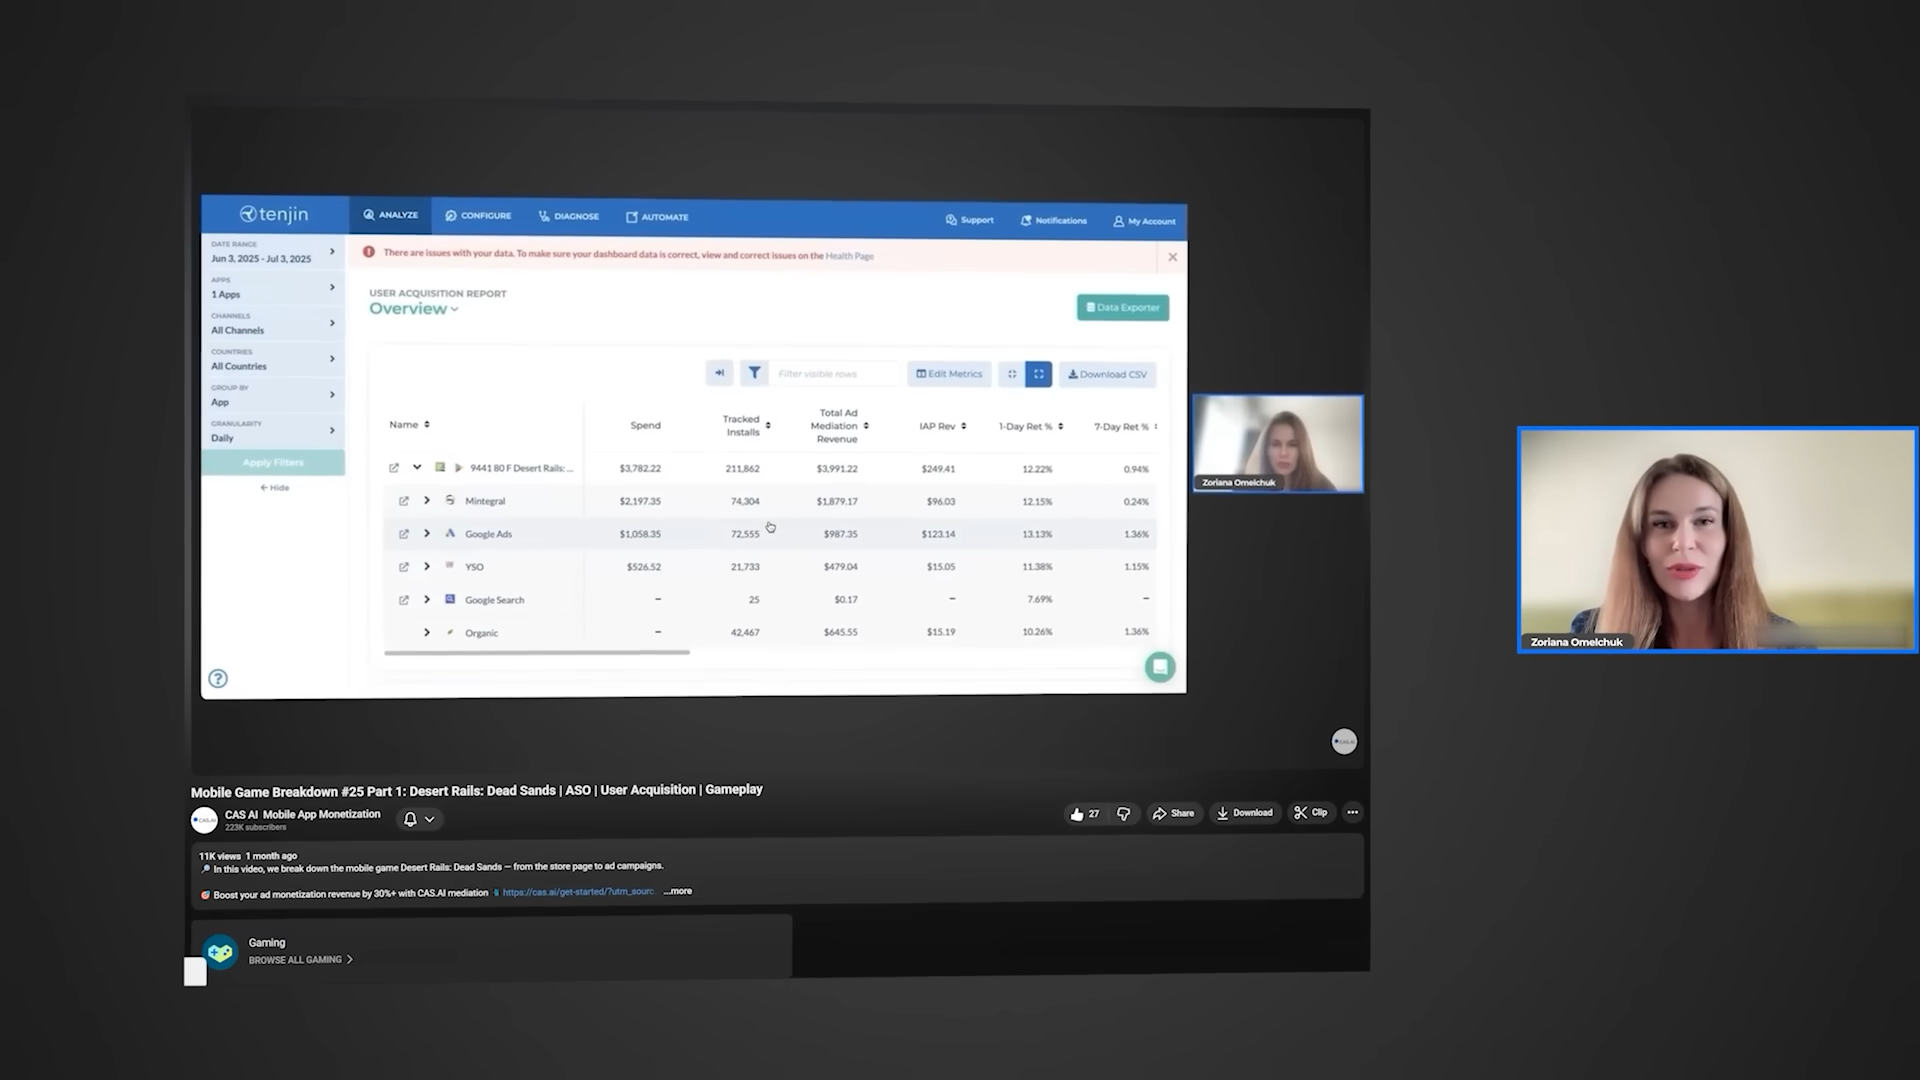 tenjin
ANALYZE
CONFIGURE
DIAGNOSE
AUTOMATE
Support
Notifications
My Account
DATE RANGE
Jun 3, 2025 - Jul 3, 2025
APPS
1 Apps
CHANNELS
All Channels
COUNTRIES
All Countries
GROUP BY
App
GRANULARITY
Daily
Apply Filters
Hide
There are issues with your data. To make sure your dashboard data is correct, view and correct issues on the Health Page
USER ACQUISITION REPORT
Overview
Data Exporter
Filter visible rows
Edit Metrics
Download CSV
Name Spend Tracked Installs Total Ad Mediation Revenue IAP Rev 1-Day Ret % 7-Day Ret %
9441 80 F Desert Rails: ... $3,782.22 211,862 $3,991.22 $249.41 12.22% 0.94%
Mintegral $2,197.35 74,304 $1,879.17 $96.03 12.15% 0.24%
Google Ads $1,058.35 72,555 $987.35 $123.14 13.13% 1.36%
YSO $526.52 21,733 $479.04 $15.05 11.38% 1.15%
Google Search – 25 $0.17 – 7.69% –
Organic – 42,467 $645.55 $15.19 10.26% 1.36%
Zoriana Omelchuk
Zoriana Omelchuk
Mobile Game Breakdown #25 Part 1: Desert Rails: Dead Sands | ASO | User Acquisition | Gameplay
CAS AI Mobile App Monetization
223K subscribers
27
Share
Download
Clip
11K views 1 month ago
In this video, we break down the mobile game Desert Rails: Dead Sands — from the store page to ad campaigns.
Boost your ad monetization revenue by 30%+ with CAS.AI mediation https://cas.ai/get-started/?utm_sourc ...more
Gaming
BROWSE ALL GAMING